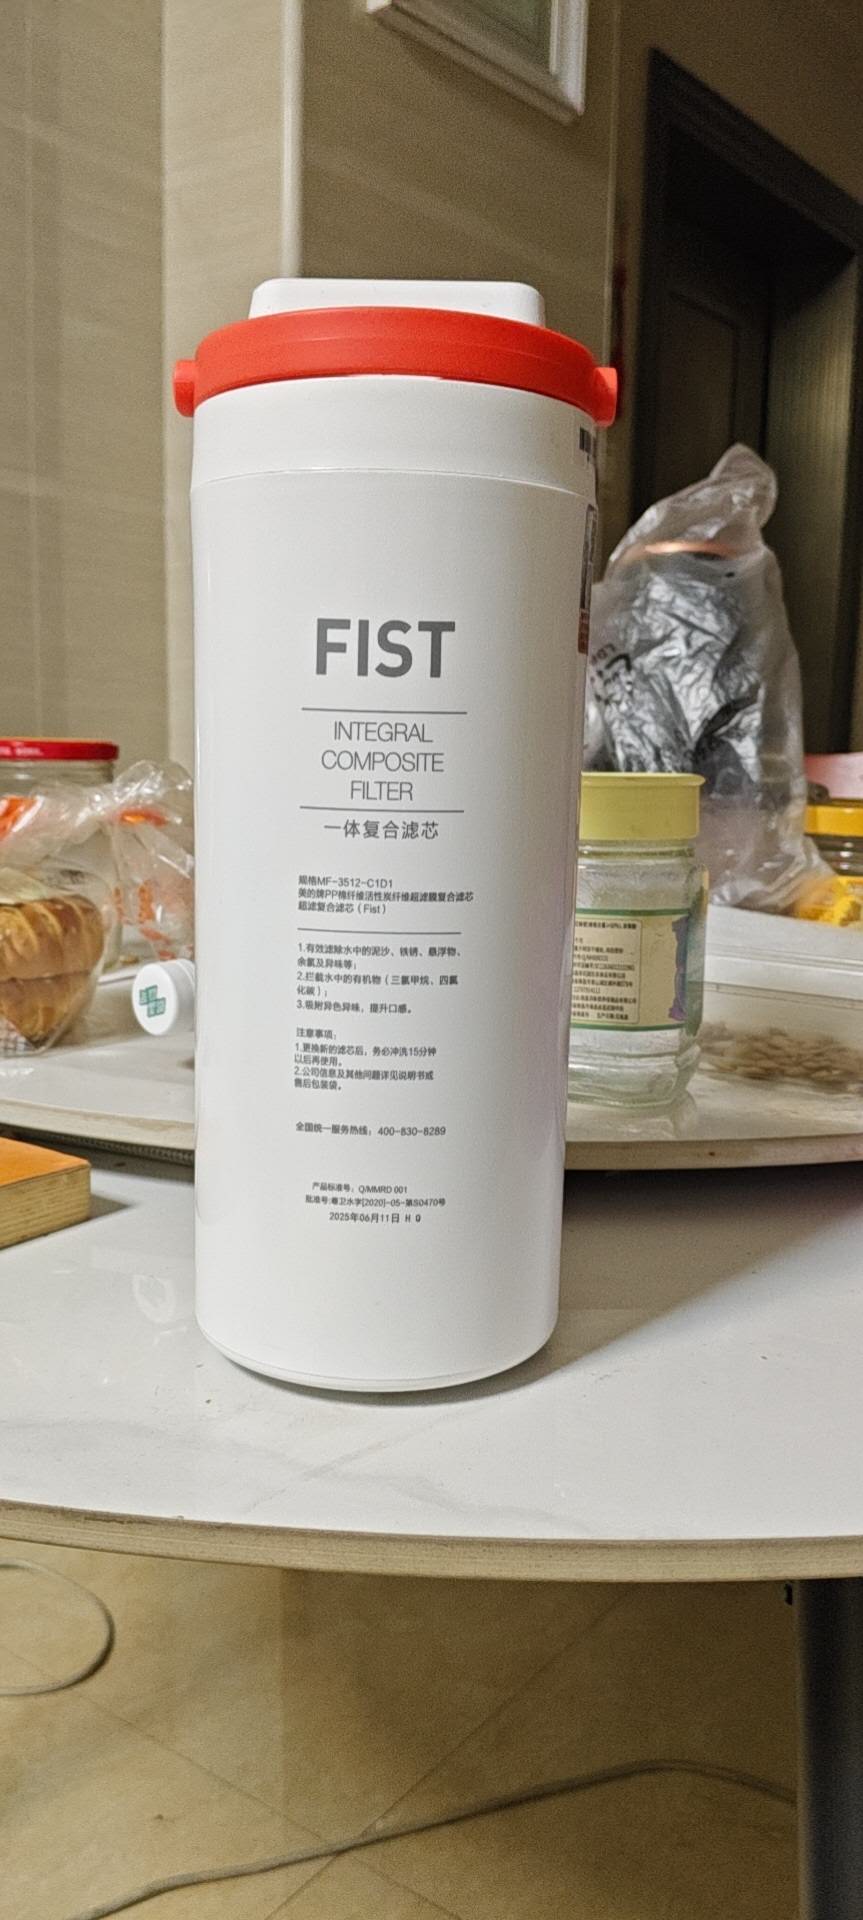 FIST
INTEGRAL
COMPOSITE
FILTER
一体复合滤芯
规格MF-3512-C1D1
美的牌PP棉纤维活性炭纤维超滤膜复合滤芯
超滤复合滤芯（Fist）
1.有效滤除水中的泥沙、铁锈、悬浮物、
余氯及异味等；
2.拦截水中的有机物（三氯甲烷、四氯
化碳）；
3.吸附异色异味，提升口感。
注意事项：
1.更换新的滤芯后，务必冲洗15分钟
以后再使用。
2.公司信息及其他问题详见说明书或
售后包装袋。
全国统一服务热线：400-830-8289
产品标准号：Q/MMRD 001
批准号:粤卫水字[2020]-05-第S0470号
2025年06月11日 H Q